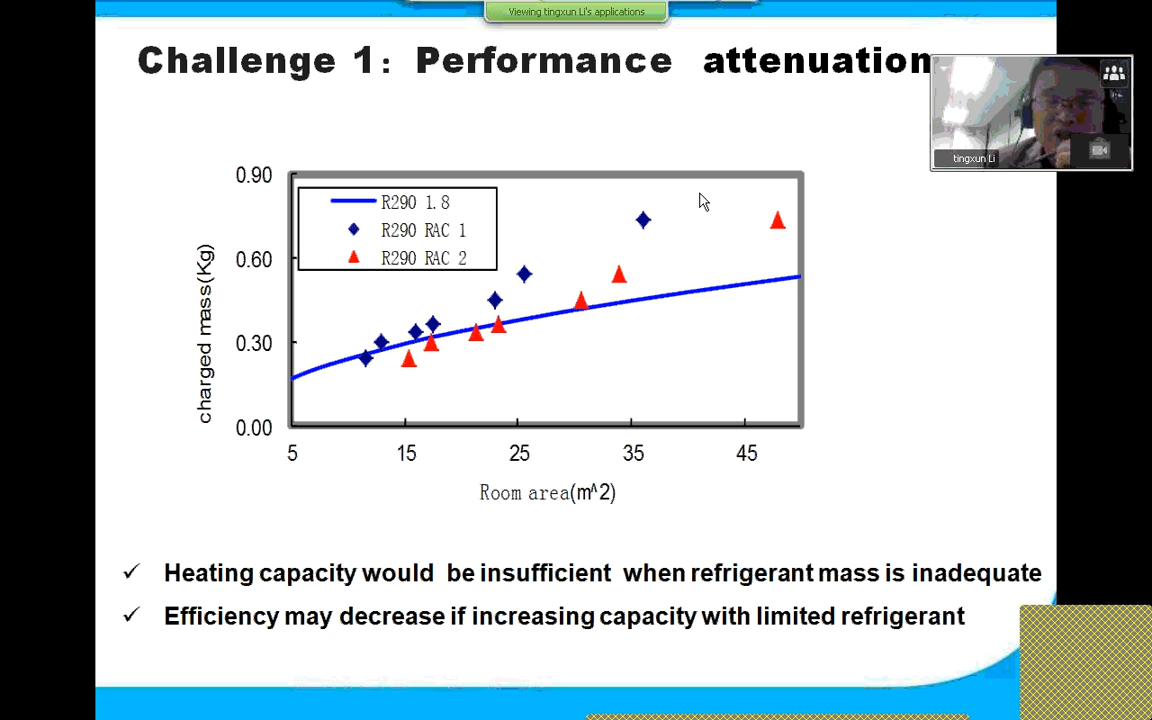 Viewing tingxun Li's applications
Challenge 1: Performance attenuation
tingxun Li
0.90
0.60
0.30
0.00
charged mass(Kg)
R290 1.8
R290 RAC 1
R290 RAC 2
5 15 25 35 45
Room area(m^2)
✓ Heating capacity would be insufficient when refrigerant mass is inadequate
✓ Efficiency may decrease if increasing capacity with limited refrigerant